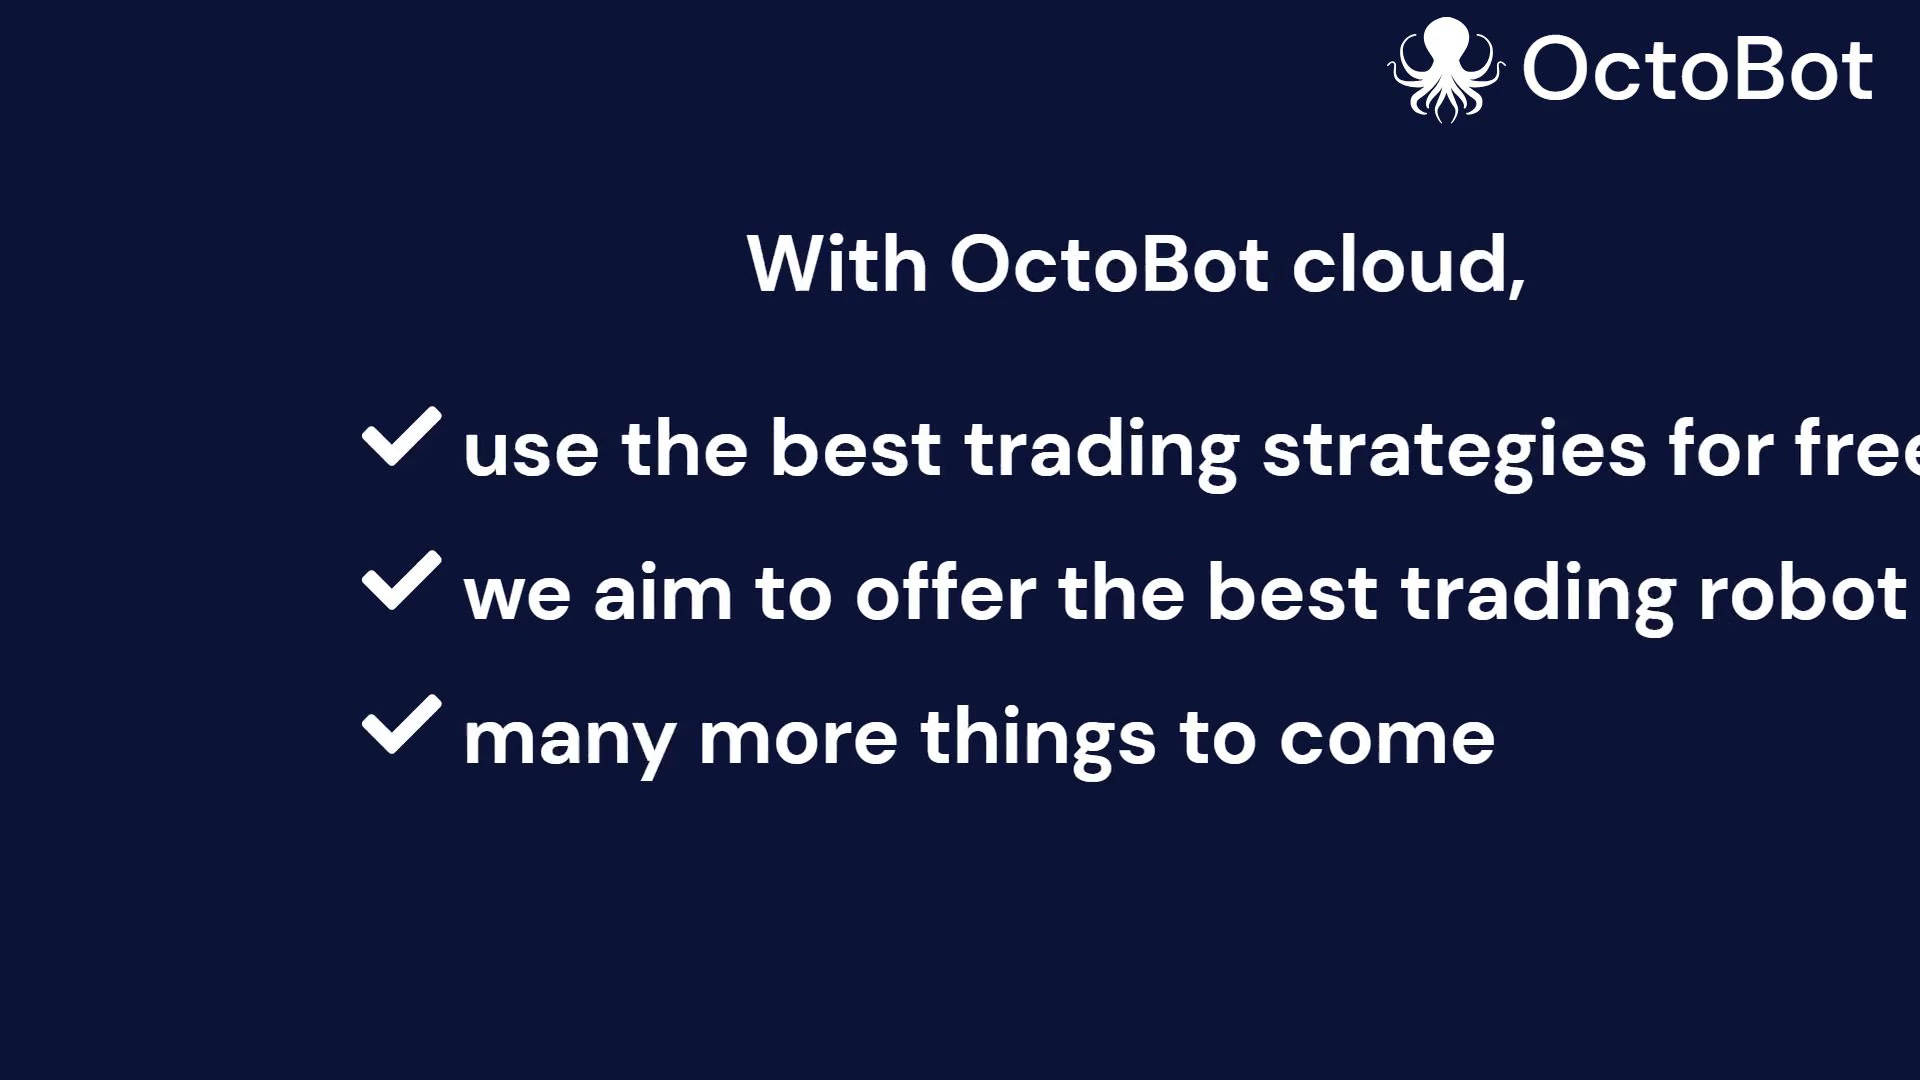 OctoBot
With OctoBot cloud,
use the best trading strategies for free
we aim to offer the best trading robot
many more things to come